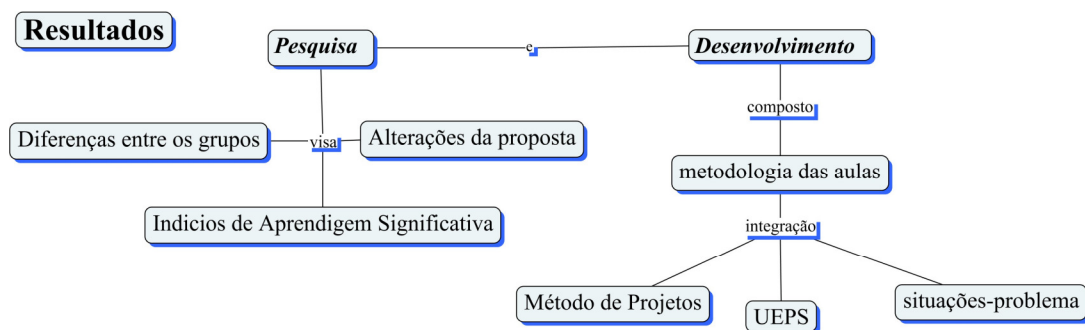 Resultados
Pesquisa
e
Desenvolvimento
composto
Diferenças entre os grupos
visa
Alterações da proposta
metodologia das aulas
Indicios de Aprendigem Significativa
integração
Método de Projetos
UEPS
situações-problema